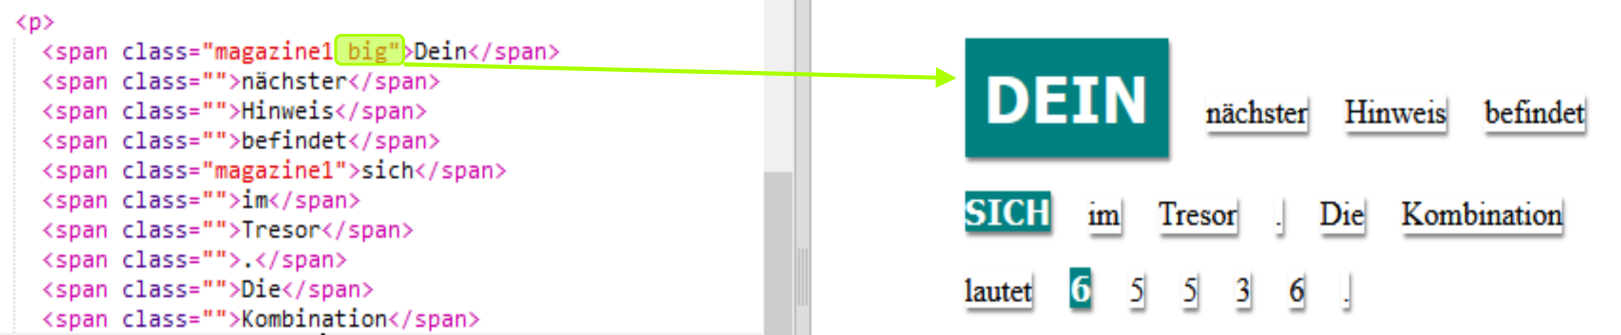 <p>
<span class="magazine1 big">Dein</span>
<span class="">nächster</span>
<span class="">Hinweis</span>
<span class="">befindet</span>
<span class="magazine1">sich</span>
<span class="">im</span>
<span class="">Tresor</span>
<span class="">.</span>
<span class="">Die</span>
<span class="">Kombination</span>
DEIN nächster Hinweis befindet
SICH im Tresor . Die Kombination
lautet 6 5 5 3 6 .